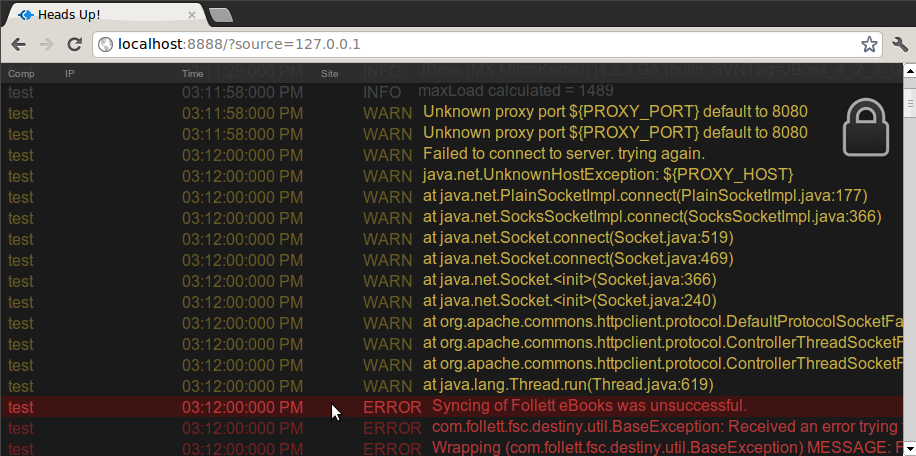 Heads Up!
localhost:8888/?source=127.0.0.1
Comp IP Time Site
INFO JBoss (MX MicroKernel) [4.2.3.GA (build: SVNTag=JBoss_4_2_3_G
test 03:11:58:000 PM INFO maxLoad calculated = 1489
test 03:11:58:000 PM WARN Unknown proxy port ${PROXY_PORT} default to 8080
test 03:11:58:000 PM WARN Unknown proxy port ${PROXY_PORT} default to 8080
test 03:12:00:000 PM WARN Failed to connect to server. trying again.
test 03:12:00:000 PM WARN java.net.UnknownHostException: ${PROXY_HOST}
test 03:12:00:000 PM WARN at java.net.PlainSocketImpl.connect(PlainSocketImpl.java:177)
test 03:12:00:000 PM WARN at java.net.SocksSocketImpl.connect(SocksSocketImpl.java:366)
test 03:12:00:000 PM WARN at java.net.Socket.connect(Socket.java:519)
test 03:12:00:000 PM WARN at java.net.Socket.connect(Socket.java:469)
test 03:12:00:000 PM WARN at java.net.Socket.<init>(Socket.java:366)
test 03:12:00:000 PM WARN at java.net.Socket.<init>(Socket.java:240)
test 03:12:00:000 PM WARN at org.apache.commons.httpclient.protocol.DefaultProtocolSocketFa
test 03:12:00:000 PM WARN at org.apache.commons.httpclient.protocol.ControllerThreadSocketF
test 03:12:00:000 PM WARN at org.apache.commons.httpclient.protocol.ControllerThreadSocketF
test 03:12:00:000 PM WARN at java.lang.Thread.run(Thread.java:619)
test 03:12:00:000 PM ERROR Syncing of Follett eBooks was unsuccessful.
test 03:12:00:000 PM ERROR com.follett.fsc.destiny.util.BaseException: Received an error trying
test 03:12:00:000 PM ERROR Wrapping (com.follett.fsc.destiny.util.BaseException) MESSAGE: F